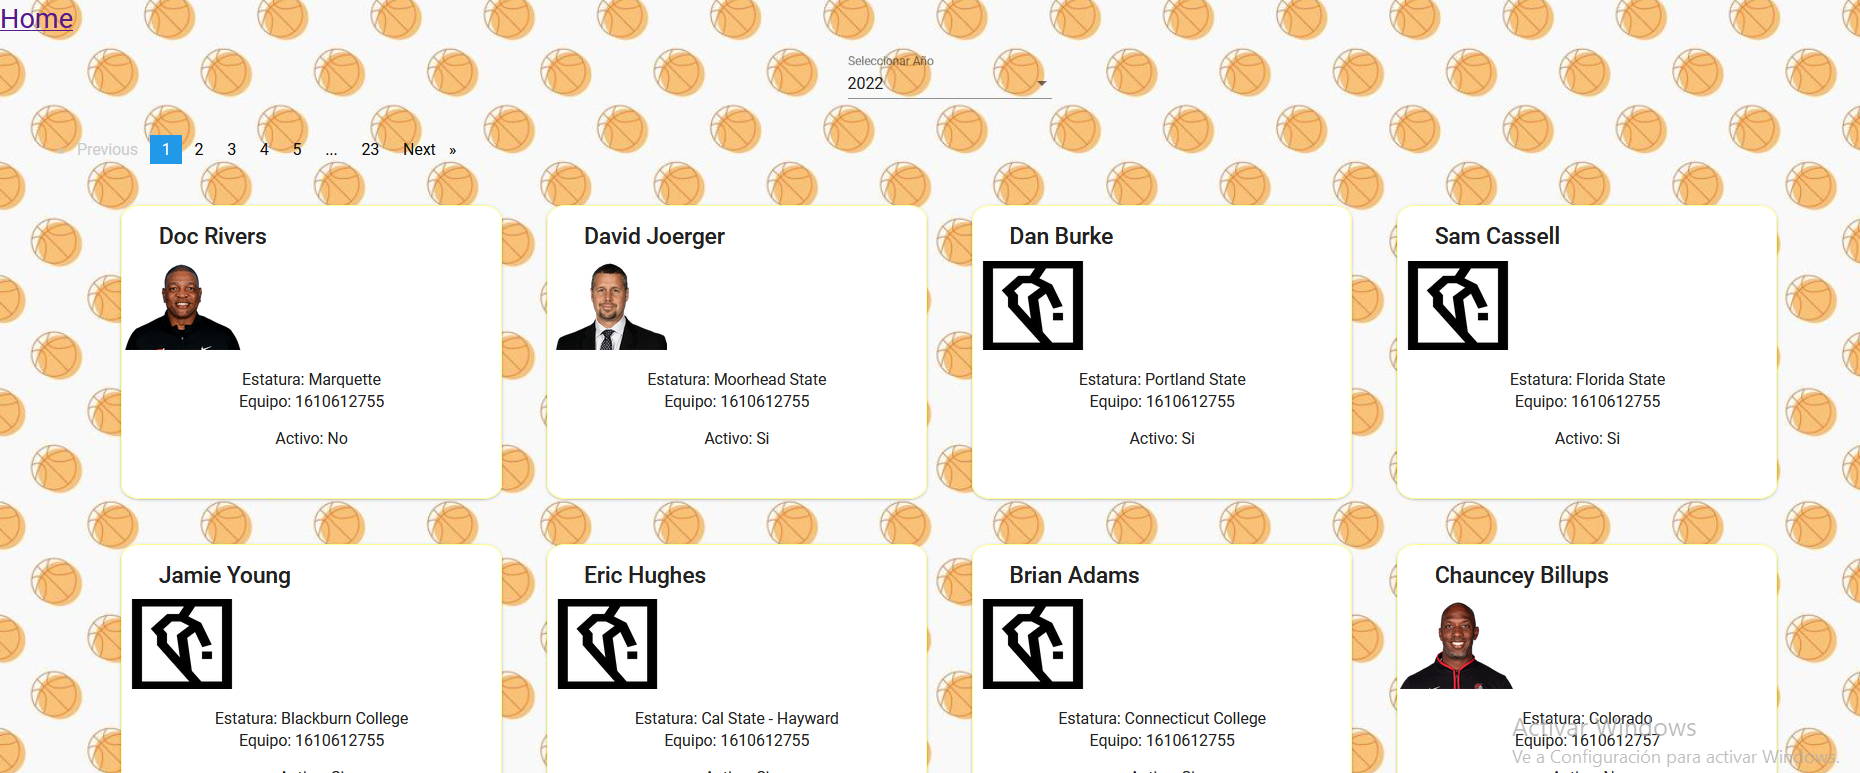 Home
Seleccionar Año
2022
Previous 1 2 3 4 5 ... 23 Next »
Doc Rivers
Estatura: Marquette
Equipo: 1610612755
Activo: No
David Joerger
Estatura: Moorhead State
Equipo: 1610612755
Activo: Si
Dan Burke
Estatura: Portland State
Equipo: 1610612755
Activo: Si
Sam Cassell
Estatura: Florida State
Equipo: 1610612755
Activo: Si
Jamie Young
Estatura: Blackburn College
Equipo: 1610612755
Eric Hughes
Estatura: Cal State - Hayward
Equipo: 1610612755
Brian Adams
Estatura: Connecticut College
Equipo: 1610612755
Chauncey Billups
Estatura: Colorado
Equipo: 1610612757
Activar Windows
Ve a Configuración para activar Windows.